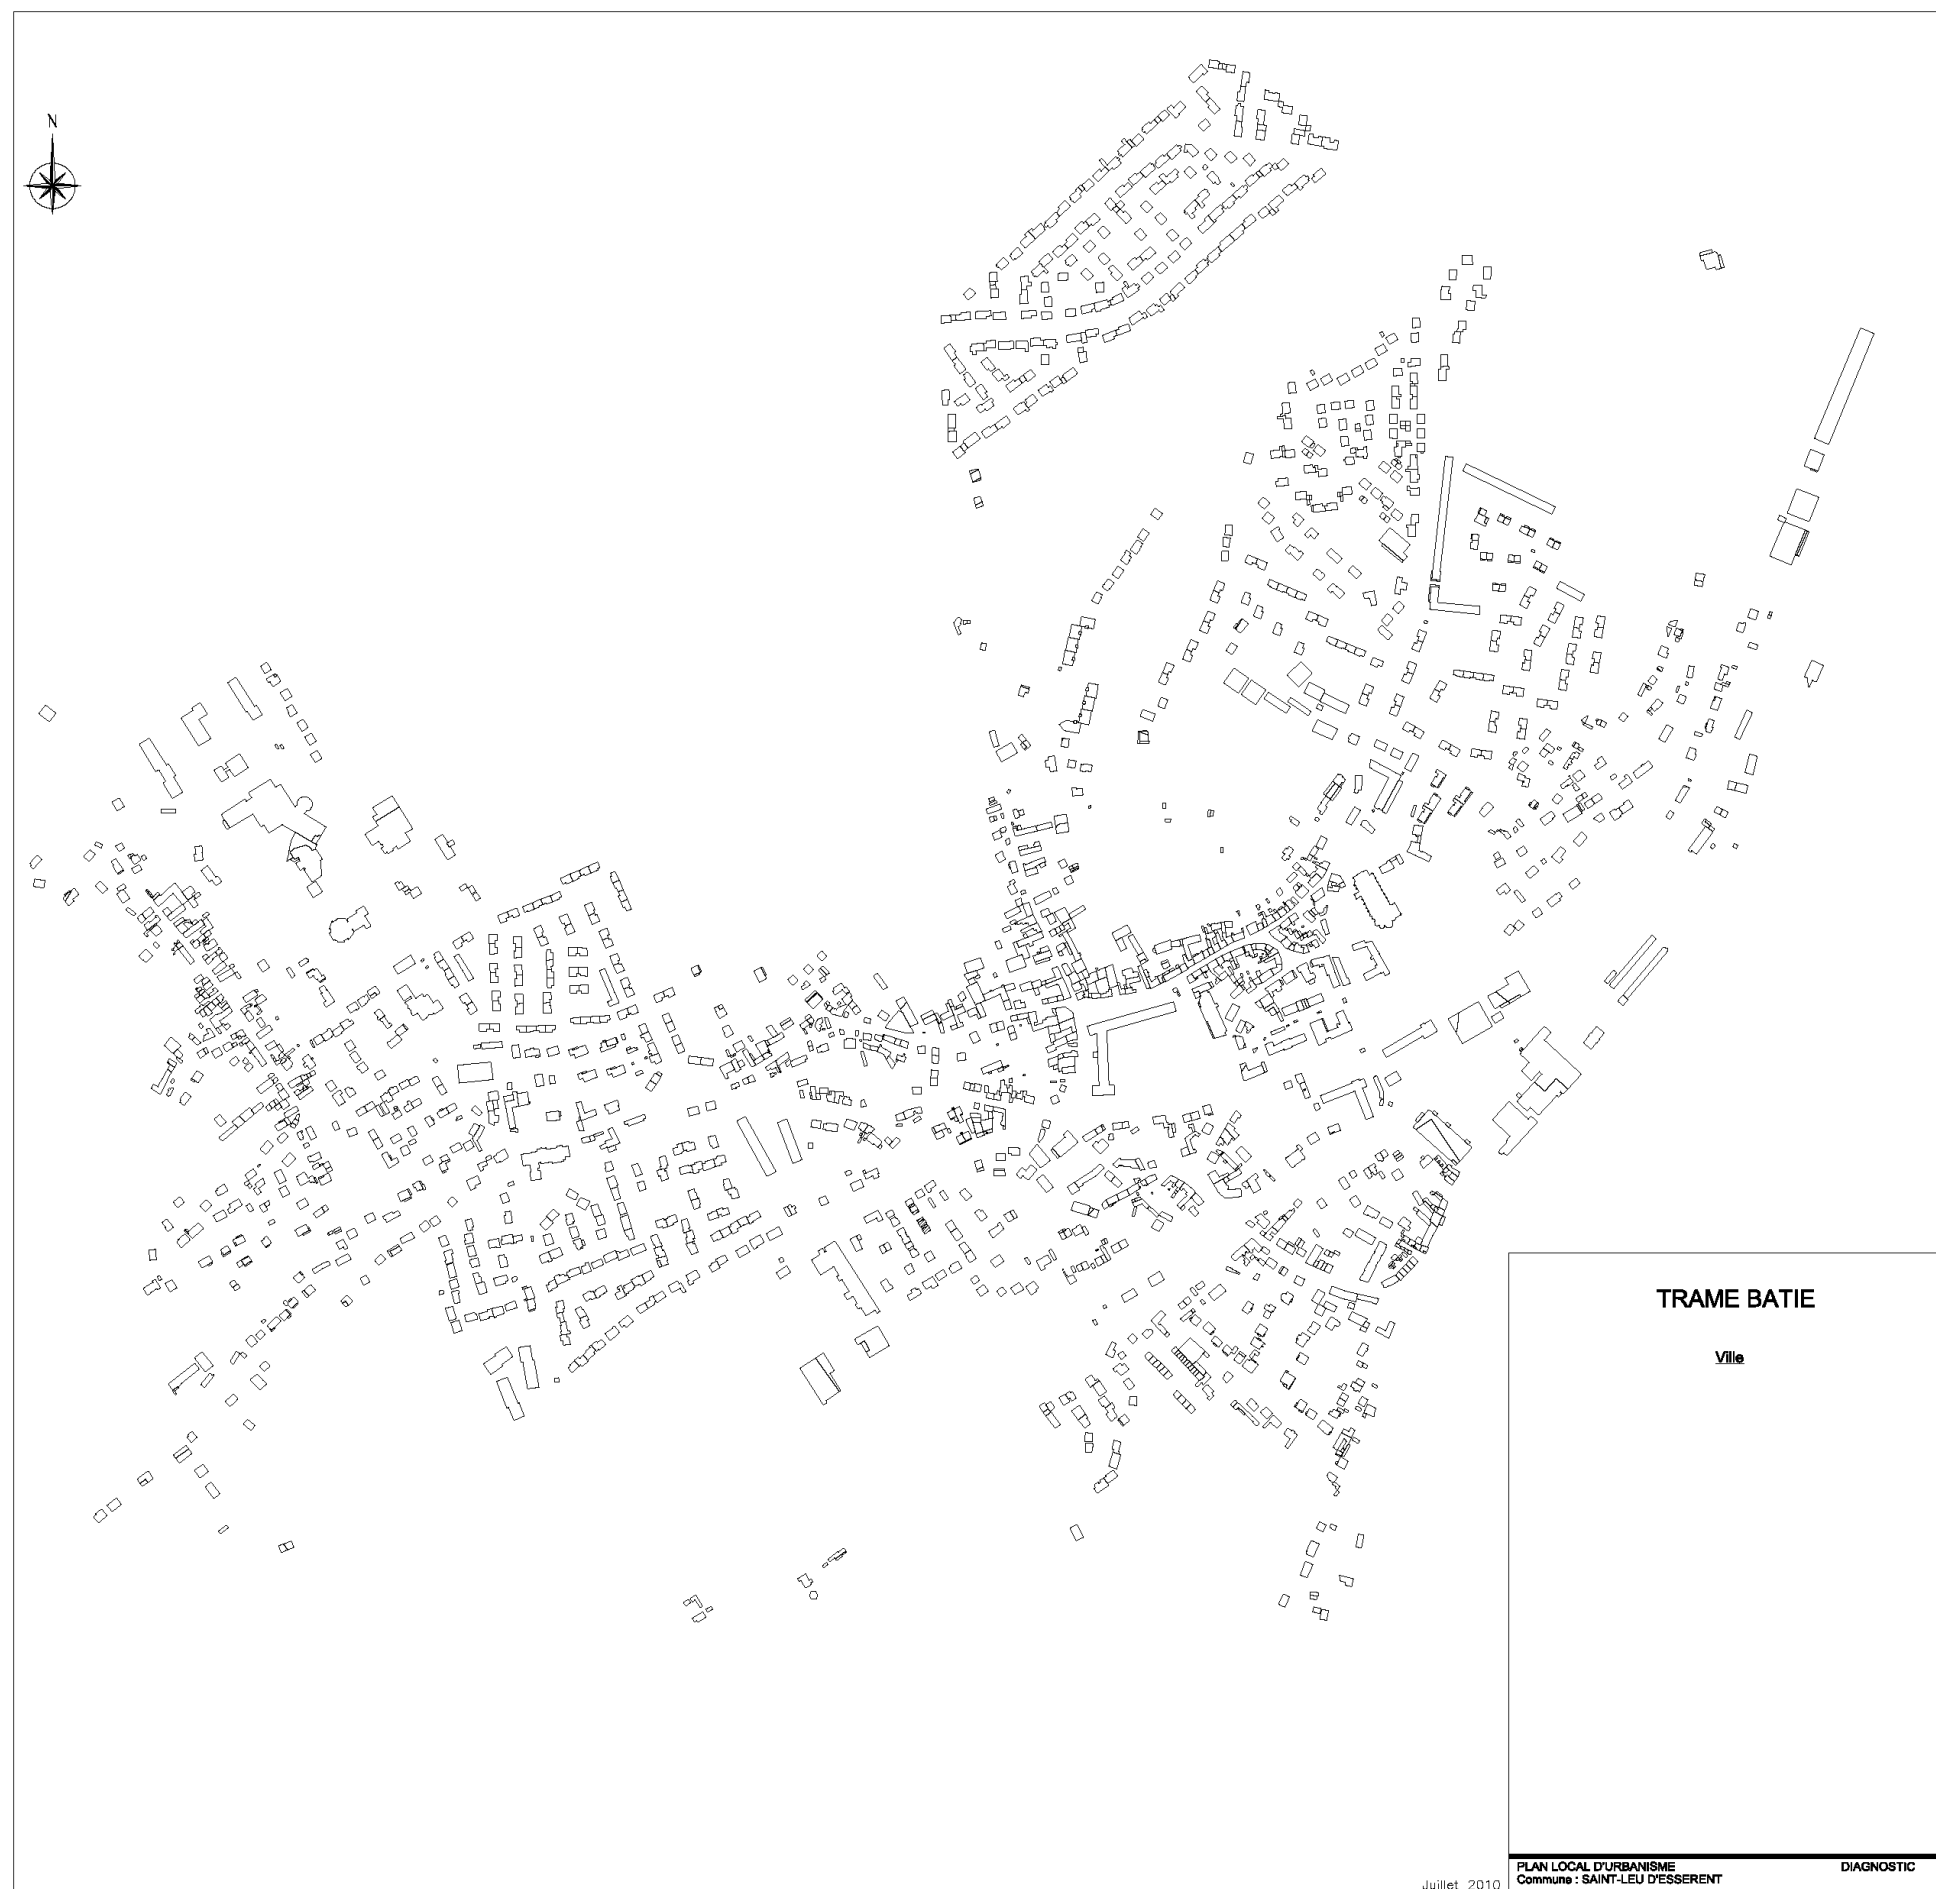 N
TRAME BATIE
Ville
Juillet 2010
PLAN LOCAL D'URBANISME
DIAGNOSTIC
Commune : SAINT-LEU D'ESSERENT